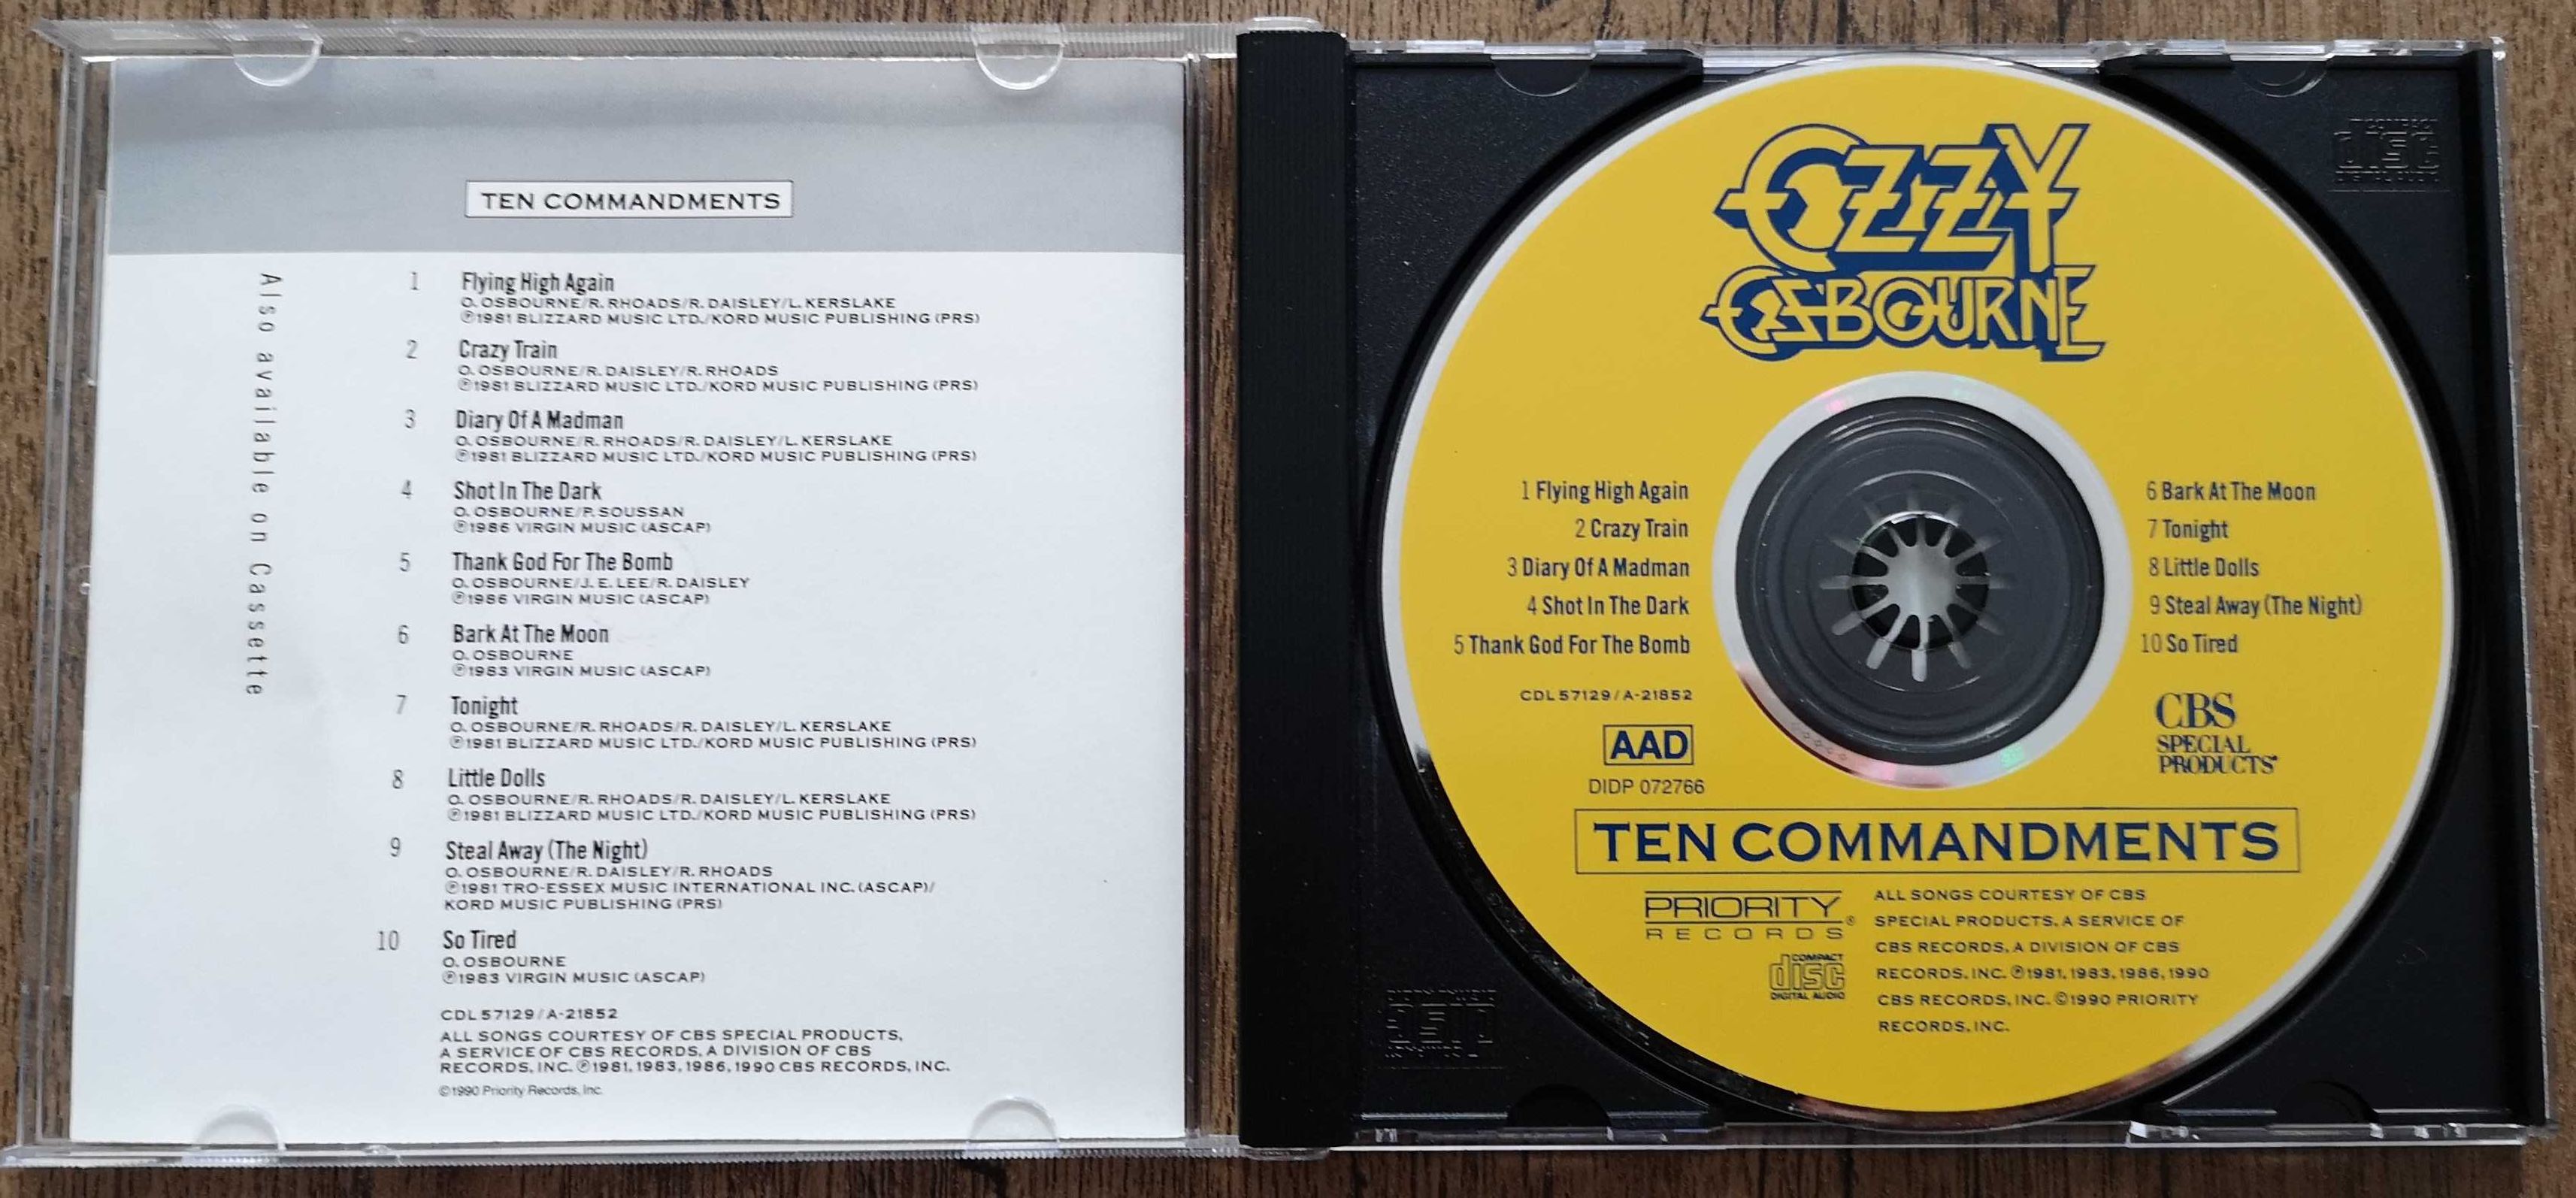 TEN COMMANDMENTS
Also available on Cassette
1 Flying High Again
O. OSBOURNE/R. RHOADS/R. DAISLEY/L. KERSLAKE
℗1981 BLIZZARD MUSIC LTD./KORD MUSIC PUBLISHING (PRS)
2 Crazy Train
O. OSBOURNE/R. DAISLEY/R. RHOADS
℗1981 BLIZZARD MUSIC LTD./KORD MUSIC PUBLISHING (PRS)
3 Diary Of A Madman
O. OSBOURNE/R. RHOADS/R. DAISLEY/L. KERSLAKE
℗1981 BLIZZARD MUSIC LTD./KORD MUSIC PUBLISHING (PRS)
4 Shot In The Dark
O. OSBOURNE/P. SOUSSAN
℗1986 VIRGIN MUSIC (ASCAP)
5 Thank God For The Bomb
O. OSBOURNE/J. E. LEE/R. DAISLEY
℗1986 VIRGIN MUSIC (ASCAP)
6 Bark At The Moon
O. OSBOURNE
℗1983 VIRGIN MUSIC (ASCAP)
7 Tonight
O. OSBOURNE/R. RHOADS/R. DAISLEY/L. KERSLAKE
℗1981 BLIZZARD MUSIC LTD./KORD MUSIC PUBLISHING (PRS)
8 Little Dolls
O. OSBOURNE/R. RHOADS/R. DAISLEY/L. KERSLAKE
℗1981 BLIZZARD MUSIC LTD./KORD MUSIC PUBLISHING (PRS)
9 Steal Away (The Night)
O. OSBOURNE/R. DAISLEY/R. RHOADS
℗1981 TRO-ESSEX MUSIC INTERNATIONAL INC. (ASCAP)/
KORD MUSIC PUBLISHING (PRS)
10 So Tired
O. OSBOURNE
℗1983 VIRGIN MUSIC (ASCAP)
CDL 57129/A-21852
ALL SONGS COURTESY OF CBS SPECIAL PRODUCTS,
A SERVICE OF CBS RECORDS, A DIVISION OF CBS
RECORDS, INC. ℗1981, 1983, 1986, 1990 CBS RECORDS, INC.
©1990 Priority Records, Inc.
OZZY
OSBOURNE
1 Flying High Again
2 Crazy Train
3 Diary Of A Madman
4 Shot In The Dark
5 Thank God For The Bomb
CDL 57129/A-21852
AAD
DIDP 072766
6 Bark At The Moon
7 Tonight
8 Little Dolls
9 Steal Away (The Night)
10 So Tired
CBS
SPECIAL
PRODUCTS
TEN COMMANDMENTS
PRIORITY
RECORDS®
COMPACT
disc
DIGITAL AUDIO
ALL SONGS COURTESY OF CBS
SPECIAL PRODUCTS, A SERVICE OF
CBS RECORDS, A DIVISION OF CBS
RECORDS, INC. ℗1981, 1983, 1986, 1990
CBS RECORDS, INC. ©1990 PRIORITY
RECORDS, INC.
COMPACT
disc
DIGITAL AUDIO